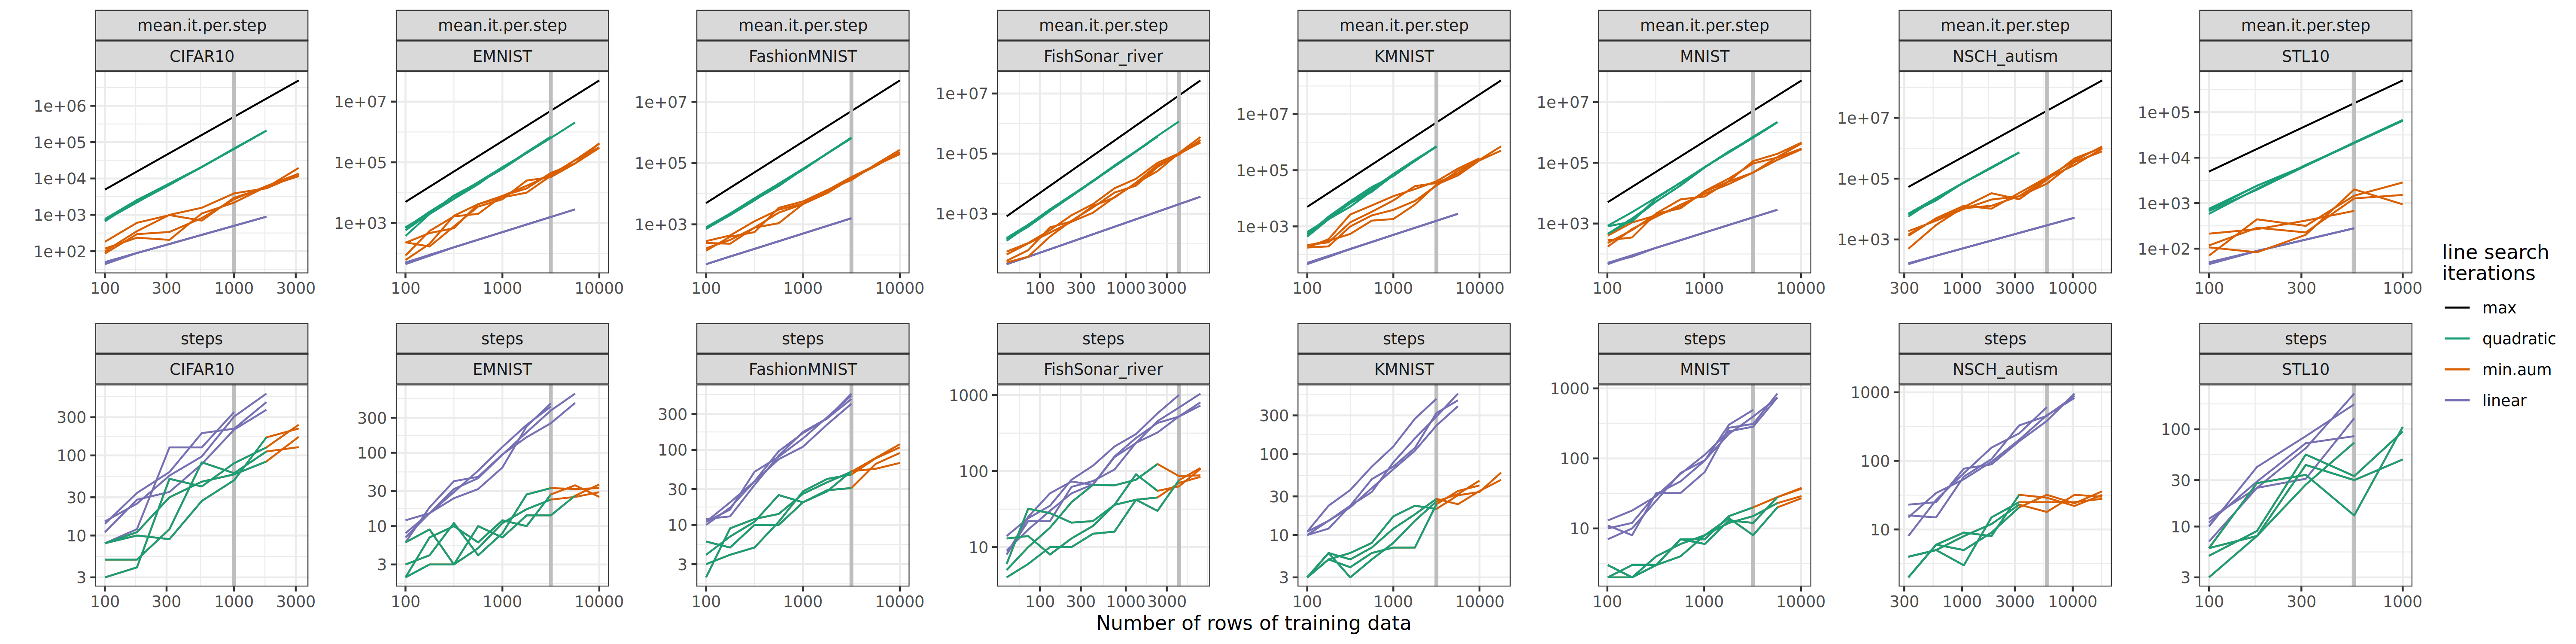 mean.it.per.step mean.it.per.step mean.it.per.step mean.it.per.step mean.it.per.step mean.it.per.step mean.it.per.step mean.it.per.step
CIFAR10 EMNIST FashionMNIST FishSonar_river KMNIST MNIST NSCH_autism STL10
1e+06 1e+05 1e+04 1e+03 1e+02
1e+07 1e+05 1e+03
1e+07 1e+05 1e+03
1e+07 1e+05 1e+03
1e+07 1e+05 1e+03
1e+07 1e+05 1e+03
1e+07 1e+05 1e+03
1e+05 1e+04 1e+03 1e+02
100 300 1000 3000 100 1000 10000 100 1000 10000 100 300 1000 3000 100 1000 10000 100 1000 10000 300 1000 3000 10000 100 300 1000
steps steps steps steps steps steps steps steps
CIFAR10 EMNIST FashionMNIST FishSonar_river KMNIST MNIST NSCH_autism STL10
300 100 30 10 3
300 100 30 10 3
300 100 30 10 3
1000 100 10
300 100 30 10 3
1000 100 10
1000 100 10
100 30 10 3
100 300 1000 3000 100 1000 10000 100 1000 10000 100 300 1000 3000 100 1000 10000 100 1000 10000 300 1000 3000 10000 100 300 1000
Number of rows of training data
line search
iterations
max
quadratic
min.aum
linear